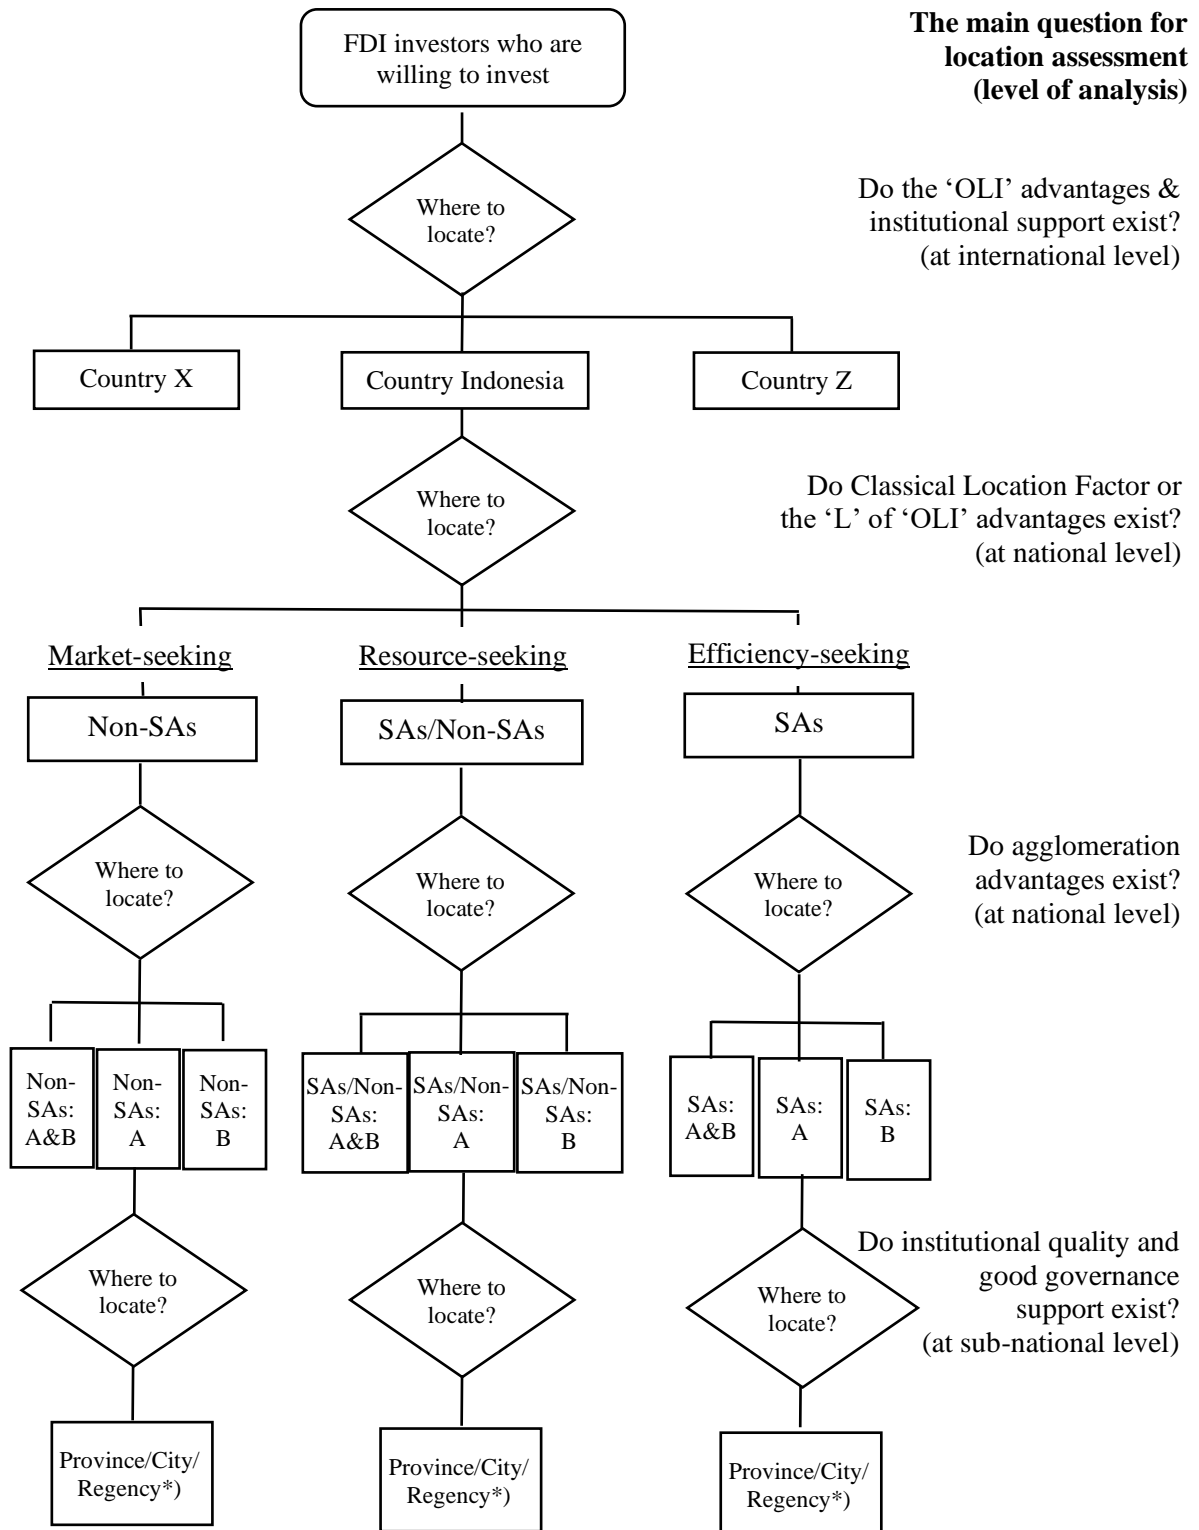 FDI investors who are
willing to invest
The main question for
location assessment
(level of analysis)
Where to
locate?
Do the ‘OLI’ advantages &
institutional support exist?
(at international level)
Country X
Country Indonesia
Country Z
Where to
locate?
Do Classical Location Factor or
the ‘L’ of ‘OLI’ advantages exist?
(at national level)
Market-seeking
Resource-seeking
Efficiency-seeking
Non-SAs
SAs/Non-SAs
SAs
Where to
locate?
Where to
locate?
Where to
locate?
Do agglomeration
advantages exist?
(at national level)
Non-
SAs:
A&B
Non-
SAs:
A
Non-
SAs:
B
SAs/Non-
SAs:
A&B
SAs/Non-
SAs:
A
SAs/Non-
SAs:
B
SAs:
A&B
SAs:
A
SAs:
B
Where to
locate?
Where to
locate?
Where to
locate?
Do institutional quality and
good governance
support exist?
(at sub-national level)
Province/City/
Regency*)
Province/City/
Regency*)
Province/City/
Regency*)